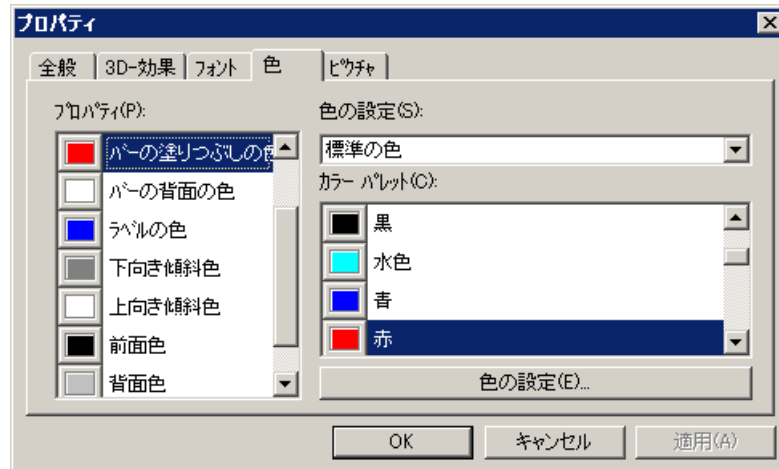 プロパティ
全般
3D-効果
フォント
色
ピクチャ
プロパティ(P):
バーの塗りつぶしの色
バーの背面の色
ラベルの色
下向き傾斜色
上向き傾斜色
前面色
背面色
色の設定(S):
標準の色
カラー パレット(C):
黒
水色
青
赤
色の設定(E)...
OK
キャンセル
適用(A)